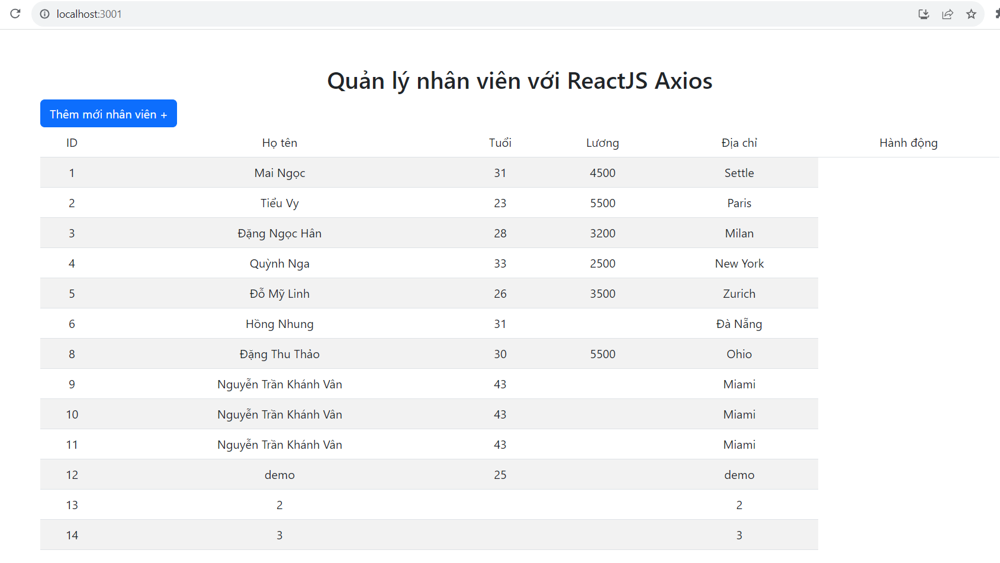 localhost:3001
Quản lý nhân viên với ReactJS Axios
Thêm mới nhân viên +
ID Họ tên Tuổi Lương Địa chỉ Hành động
1 Mai Ngọc 31 4500 Settle
2 Tiểu Vy 23 5500 Paris
3 Đặng Ngọc Hân 28 3200 Milan
4 Quỳnh Nga 33 2500 New York
5 Đỗ Mỹ Linh 26 3500 Zurich
6 Hồng Nhung 31 Đà Nẵng
8 Đặng Thu Thảo 30 5500 Ohio
9 Nguyễn Trần Khánh Vân 43 Miami
10 Nguyễn Trần Khánh Vân 43 Miami
11 Nguyễn Trần Khánh Vân 43 Miami
12 demo 25 demo
13 2 2
14 3 3